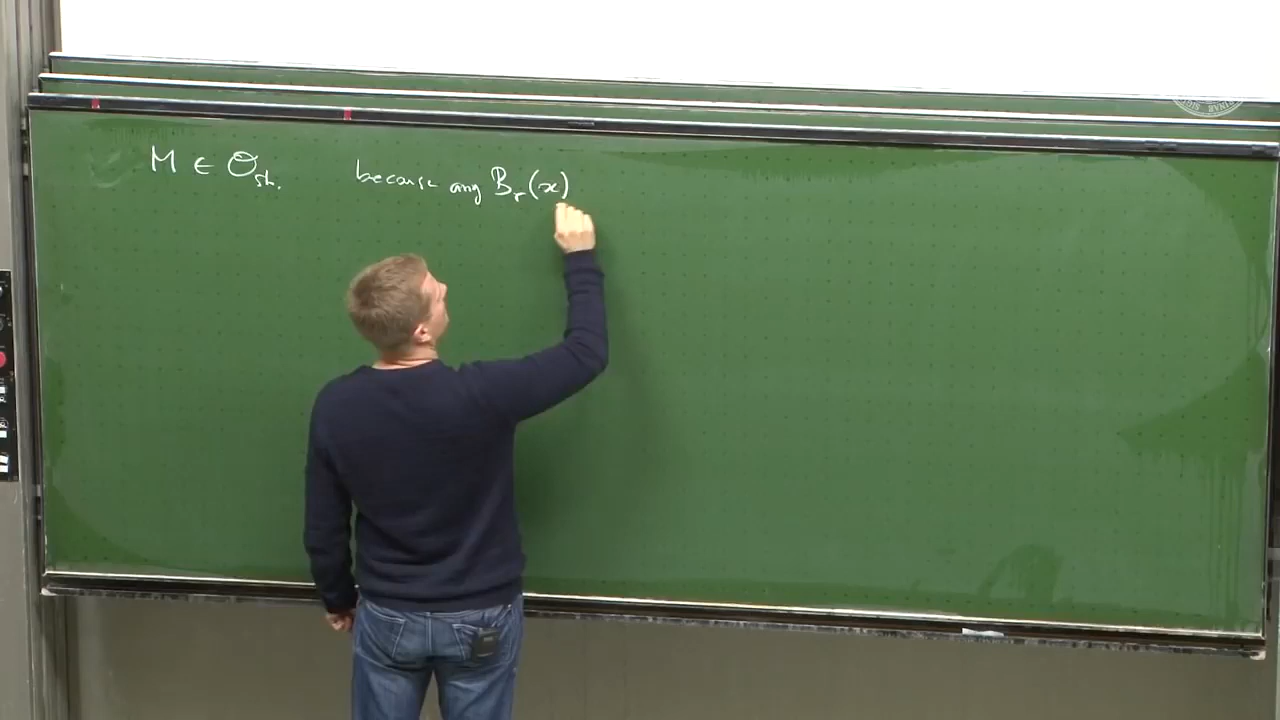 M ∈ O_st. because any B_r(x)